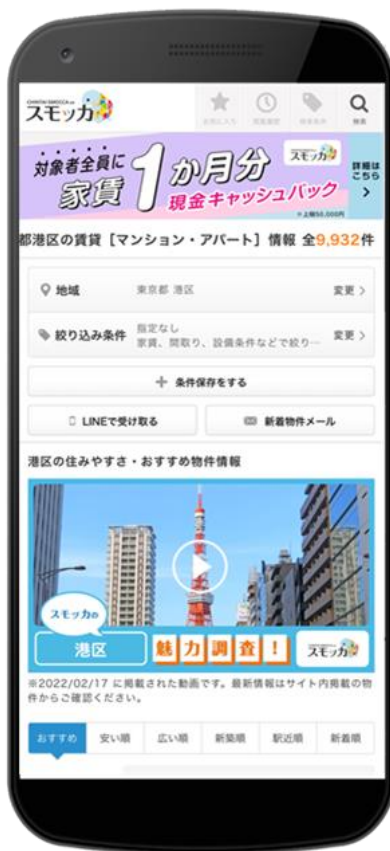 スモッカ
検索
対象者全員に
家賃1か月分
現金キャッシュバック
スモッカ
詳細は
こちら
※上限50,000円
都港区の賃貸［マンション・アパート］情報 全9,932件
地域 東京都 港区 変更
絞り込み条件 指定なし 変更
家賃、間取り、設備条件などで絞り…
条件保存をする
LINEで受け取る 新着物件メール
港区の住みやすさ・おすすめ物件情報
スモッカの
港区 魅力調査！ スモッカ
※2022/02/17 に掲載された動画です。最新情報はサイト内掲載の物
件からご確認ください。
おすすめ 安い順 広い順 新築順 駅近順 新着順